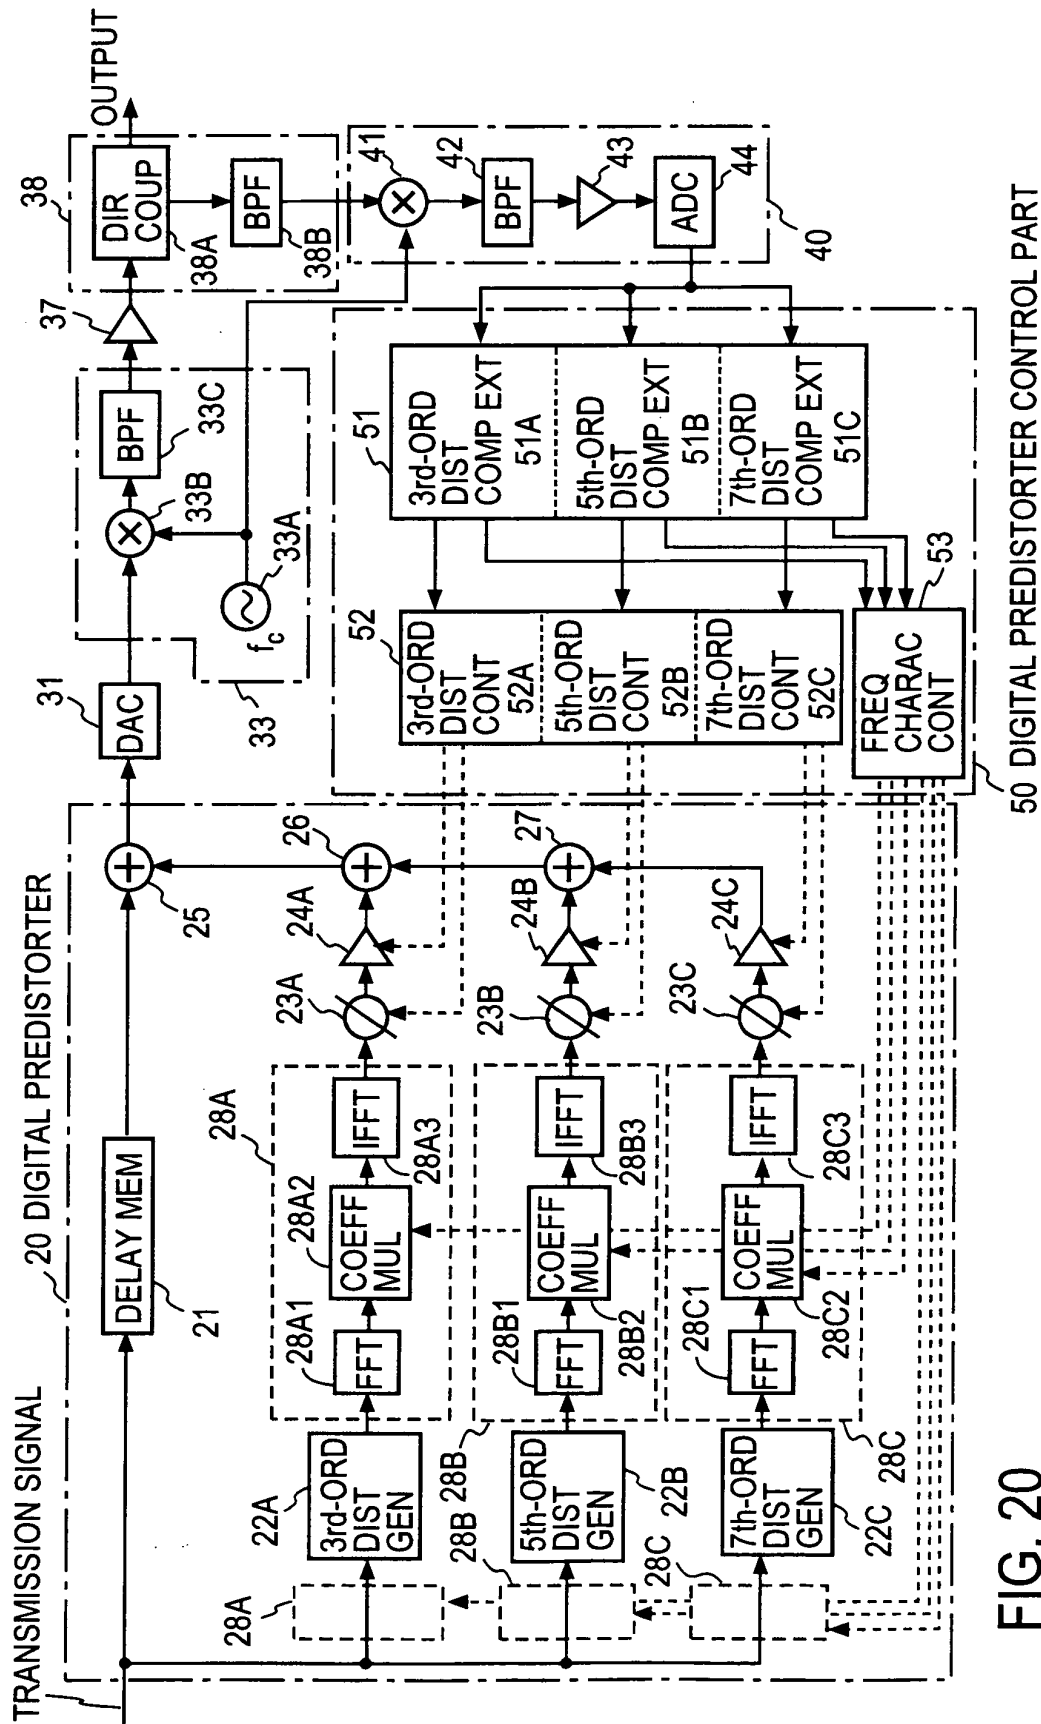 TRANSMISSION SIGNAL
20 DIGITAL PREDISTORTER
DELAY MEM
21
25
26
27
31
DAC
33
33A
fc
33B
BPF
33C
37
38
DIR
COUP
38A
BPF
38B
OUTPUT
41
42
BPF
43
ADC
44
40
28A
22A
3rd-ORD
DIST
GEN
28A1
FFT
28A2
COEFF
MUL
28A
IFFT
28A3
23A
24A
28B
28B
5th-ORD
DIST
GEN
22B
28B1
FFT
COEFF
MUL
28B2
IFFT
28B3
23B
24B
28C
7th-ORD
DIST
GEN
22C
28C
28C1
FFT
COEFF
MUL
28C2
IFFT
28C3
23C
24C
51
3rd-ORD
DIST
COMP EXT
51A
5th-ORD
DIST
COMP EXT
51B
7th-ORD
DIST
COMP EXT
51C
52
3rd-ORD
DIST
CONT
52A
5th-ORD
DIST
CONT
52B
7th-ORD
DIST
CONT
52C
53
FREQ
CHARAC
CONT
50 DIGITAL PREDISTORTER CONTROL PART
FIG. 20